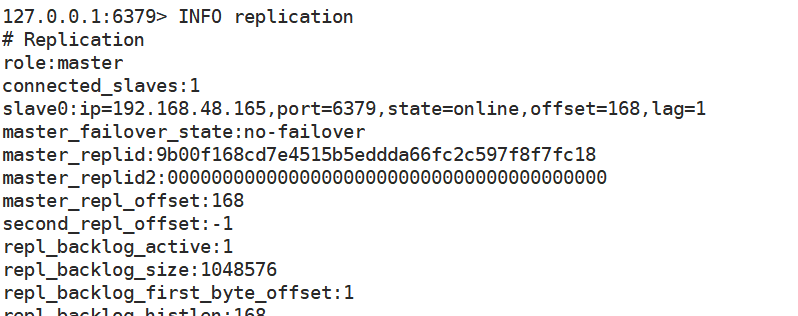 127.0.0.1:6379> INFO replication
# Replication
role:master
connected_slaves:1
slave0:ip=192.168.48.165,port=6379,state=online,offset=168,lag=1
master_failover_state:no-failover
master_replid:9b00f168cd7e4515b5eddda66fc2c597f8f7fc18
master_replid2:0000000000000000000000000000000000000000
master_repl_offset:168
second_repl_offset:-1
repl_backlog_active:1
repl_backlog_size:1048576
repl_backlog_first_byte_offset:1
repl_backlog_histlen:168